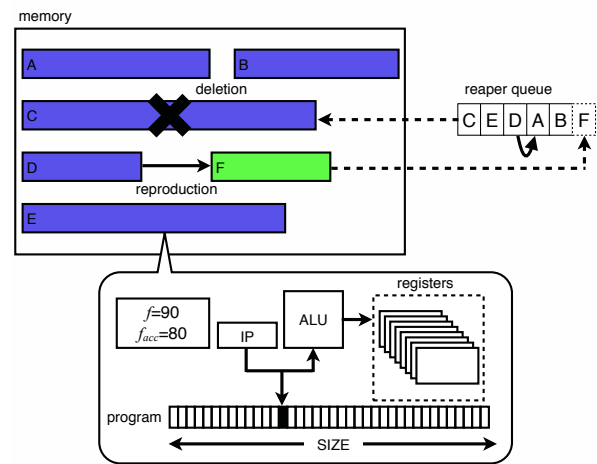 memory
A
B
deletion
C
reaper queue
C E D A B F
D
F
reproduction
E
registers
f=90
f_acc=80
IP
ALU
program
SIZE